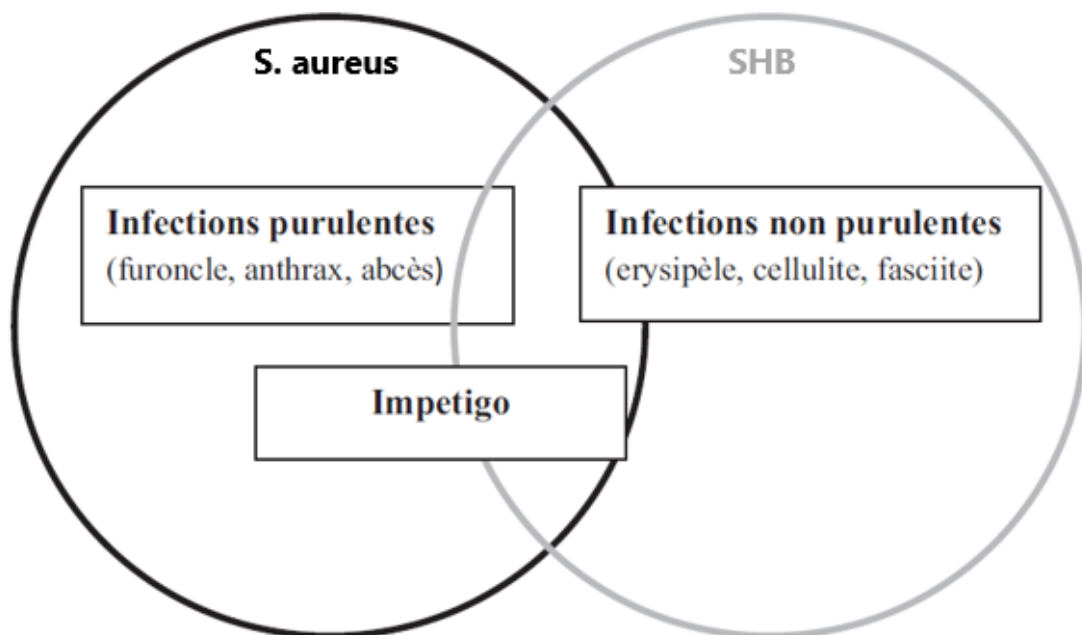 S. aureus
SHB
Infections purulentes
(furoncle, anthrax, abcès)
Infections non purulentes
(erysipèle, cellulite, fasciite)
Impetigo